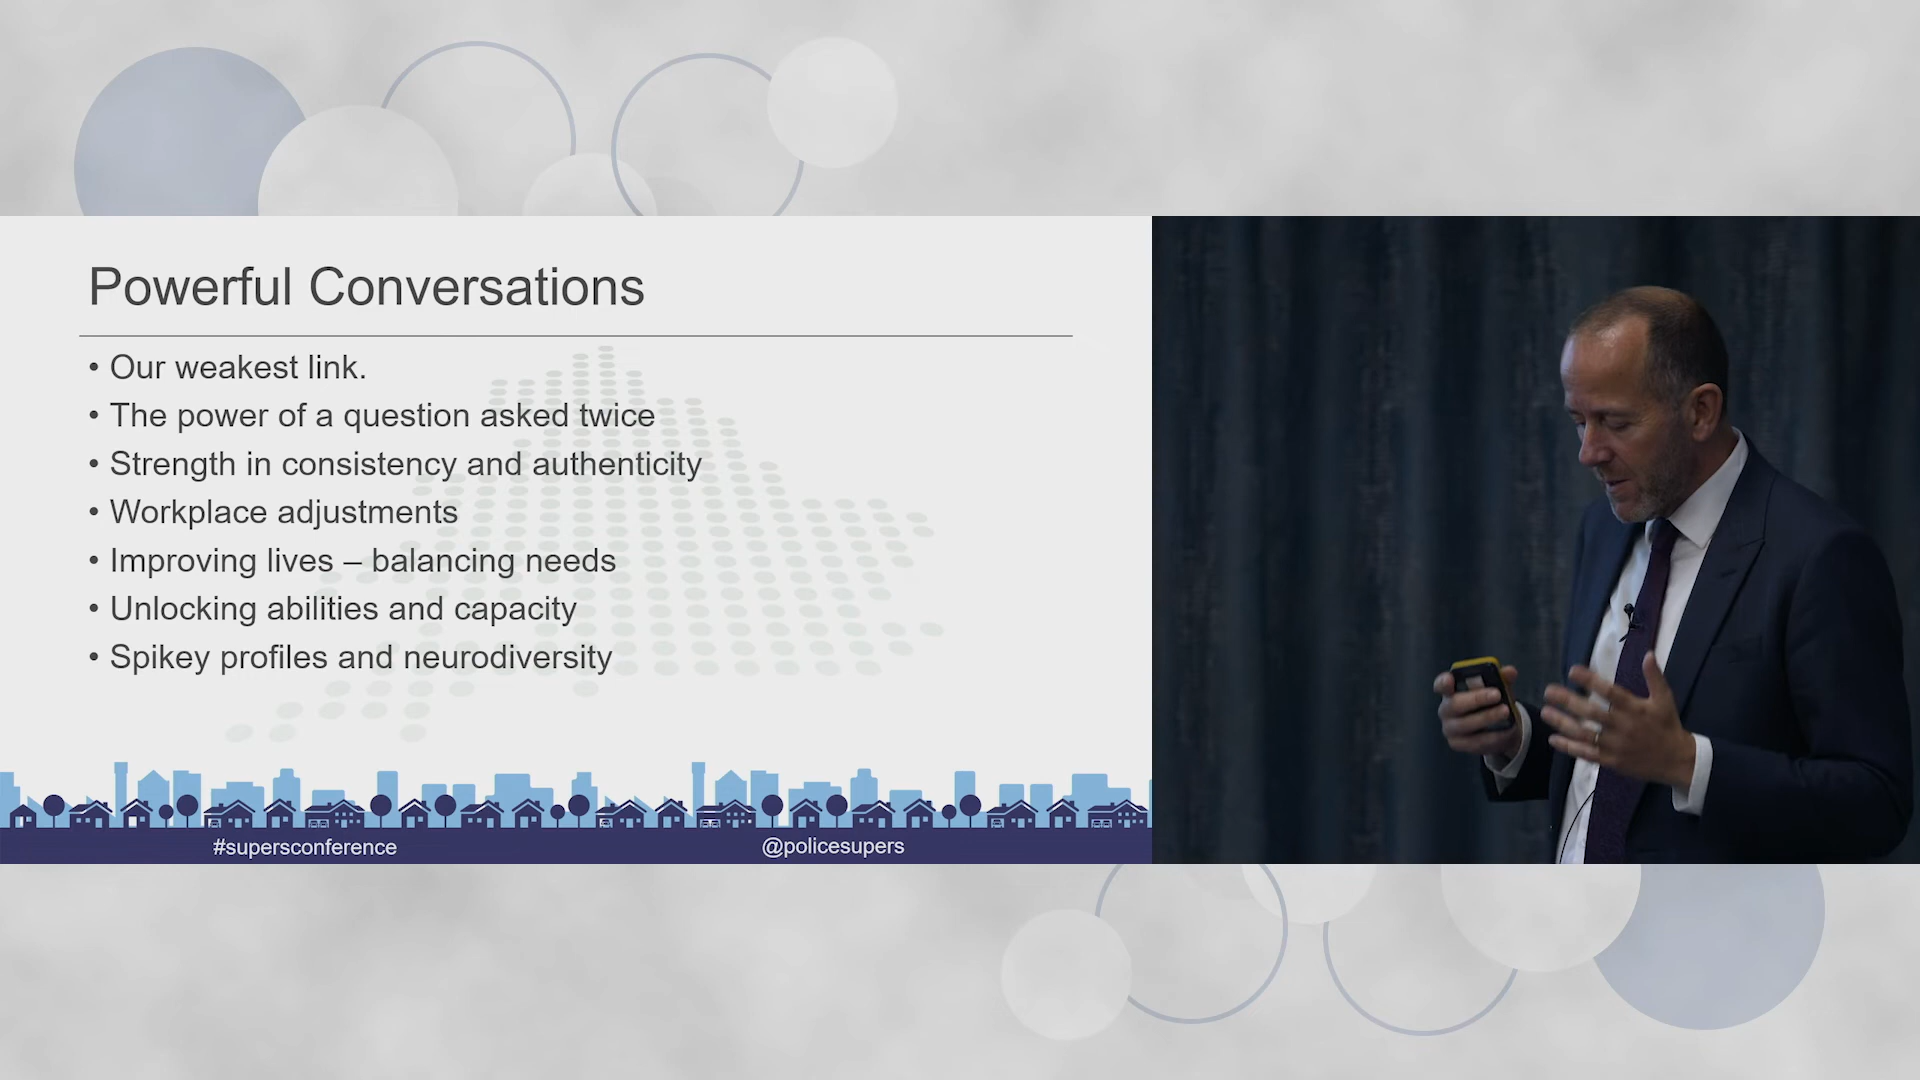 Powerful Conversations
• Our weakest link.
• The power of a question asked twice
• Strength in consistency and authenticity
• Workplace adjustments
• Improving lives – balancing needs
• Unlocking abilities and capacity
• Spikey profiles and neurodiversity
#supersconference
@policesupers